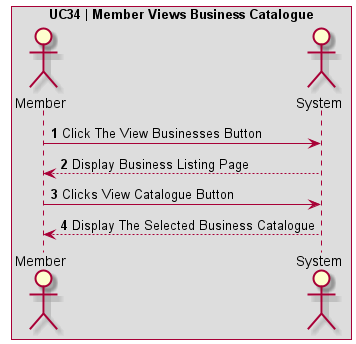 UC34 | Member Views Business Catalogue
Member System
1 Click The View Businesses Button
2 Display Business Listing Page
3 Clicks View Catalogue Button
4 Display The Selected Business Catalogue
Member System